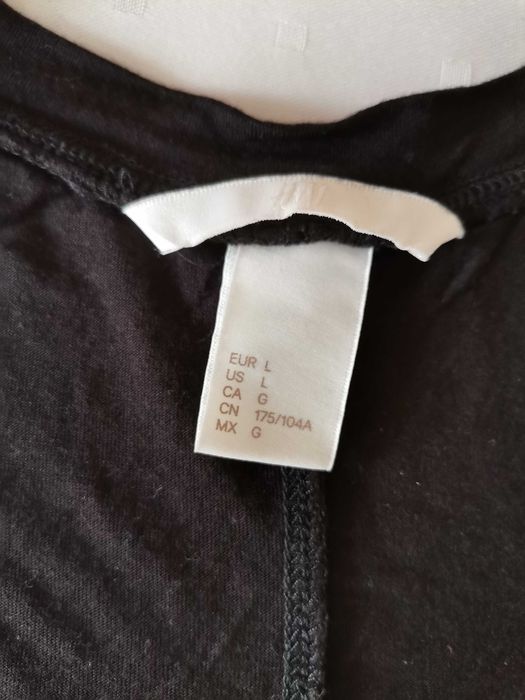 EUR L
US L
CA G
CN 175/104A
MX G